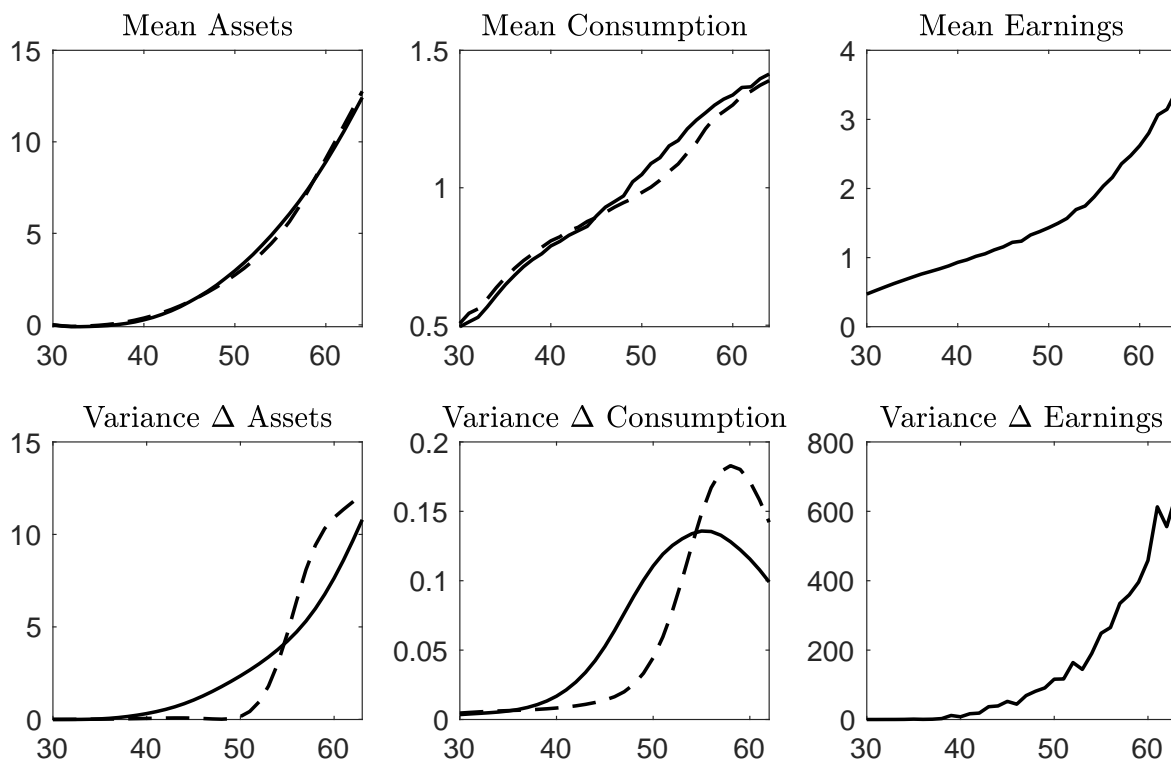 Mean Assets
15
10
5
0
30 40 50 60
Mean Consumption
1.5
1
0.5
30 40 50 60
Mean Earnings
4
3
2
1
0
30 40 50 60
Variance Δ Assets
15
10
5
0
30 40 50 60
Variance Δ Consumption
0.2
0.15
0.1
0.05
0
30 40 50 60
Variance Δ Earnings
800
600
400
200
0
30 40 50 60